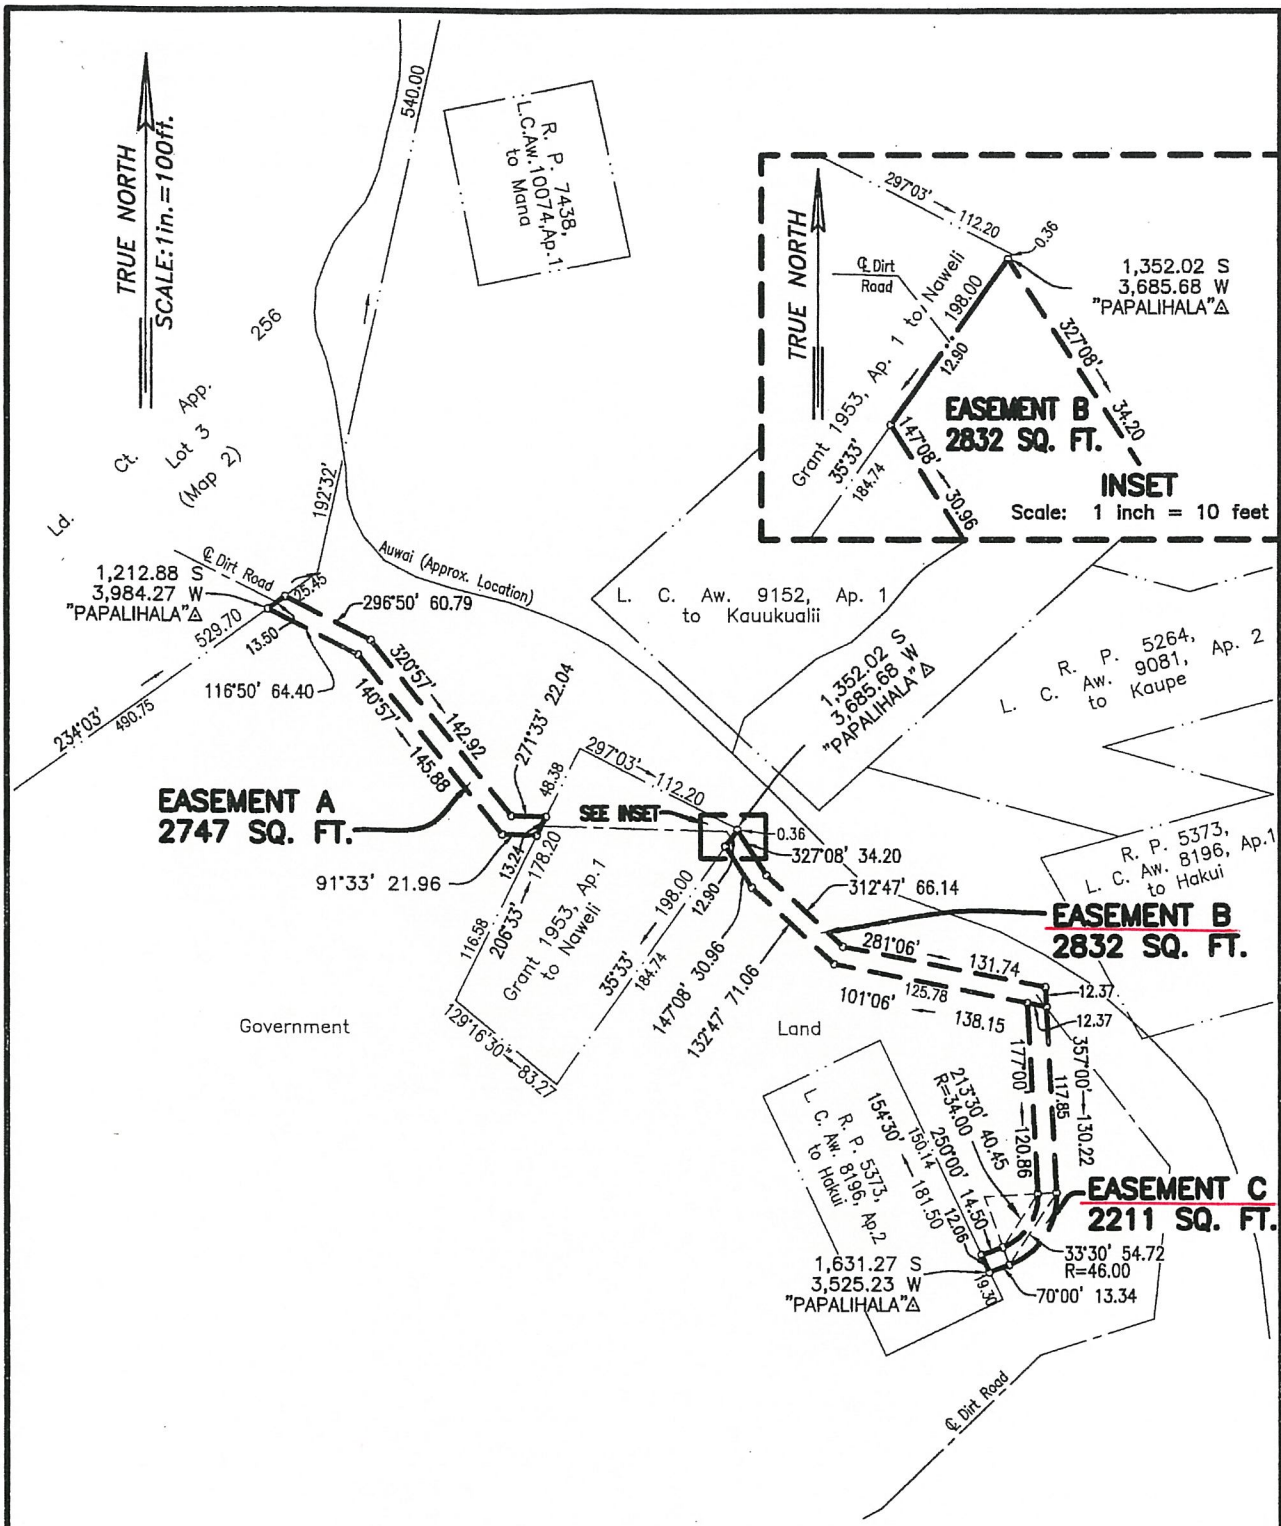 TRUE NORTH
SCALE: 1in.=100ft.
540.00
R. P. 7438,
L.C.Aw.10074,Ap.1
to Mana
256
Ld. Ct. App.
Lot 3
(Map 2)
192°32'
TRUE NORTH
297°03' 112.20
0.36
1,352.02 S
3,685.68 W
"PAPALIHALA"
℄ Dirt
Road
Grant 1953, Ap. 1 to Naweli
198.00
12.90
35°33'
184.74
327°08' 34.20
EASEMENT B
2832 SQ. FT.
147°08' 30.96
INSET
Scale: 1 inch = 10 feet
Auwai (Approx. Location)
℄ Dirt Road
1,212.88 S
3,984.27 W
"PAPALIHALA"
25.45
529.70
13.50
296°50' 60.79
116°50' 64.40
234°03'
490.75
320°57' 142.92
140°57' 145.88
271°33' 22.04
EASEMENT A
2747 SQ. FT.
91°33' 21.96
48.38
13.24
178.20
206°33'
116.58
297°03' 112.20
SEE INSET
L. C. Aw. 9152, Ap. 1
to Kauukualii
1,352.02 S
3,685.68 W
"PAPALIHALA"
R. P. 5264,
L. C. Aw. 9081, Ap. 2
to Kaupe
0.36
327°08' 34.20
312°47' 66.14
R. P. 5373,
L. C. Aw. 8196, Ap.1
to Hakui
EASEMENT B
2832 SQ. FT.
Grant 1953, Ap.1
to Naweli
198.00
12.90
35°33'
184.74
147°08' 30.96
132°47' 71.06
281°06' 131.74
125.78
101°06' 138.15
12.37
12.37
129°16'30" 83.27
Government Land
177°00' 120.86
357°00' 130.22
117.85
213°30' 40.45
R=34.00
250°00' 14.50
154°30' 181.50
150.14
12.06
R. P. 5373,
L. C. Aw. 8196, Ap.2
to Hakui
EASEMENT C
2211 SQ. FT.
33°30' 54.72
R=46.00
70°00' 13.34
1,631.27 S
3,525.23 W
"PAPALIHALA"
19.30
℄ Dirt Road